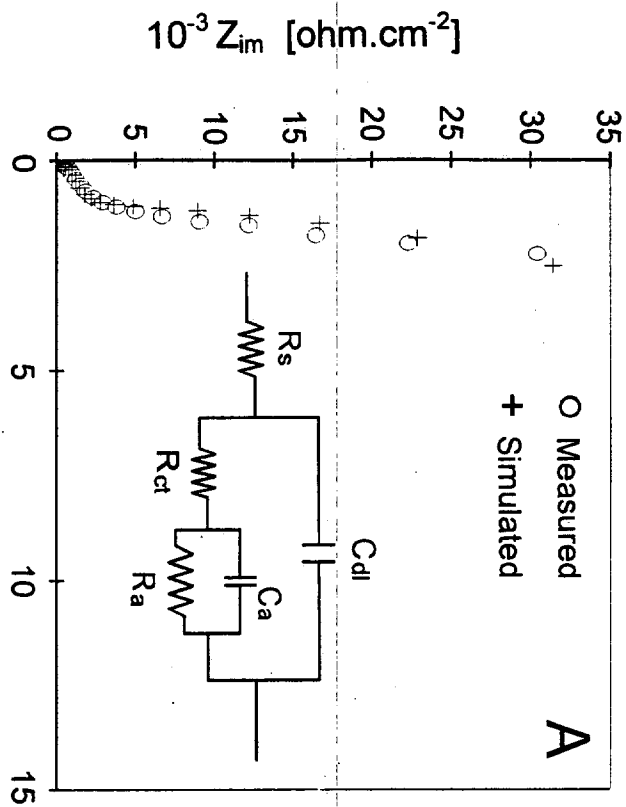 10⁻³ Z_im [ohm.cm⁻²]
0 5 10 15 20 25 30 35
0
5
10
15
O Measured
+ Simulated
A
R_s
C_dl
R_ct
C_a
R_a